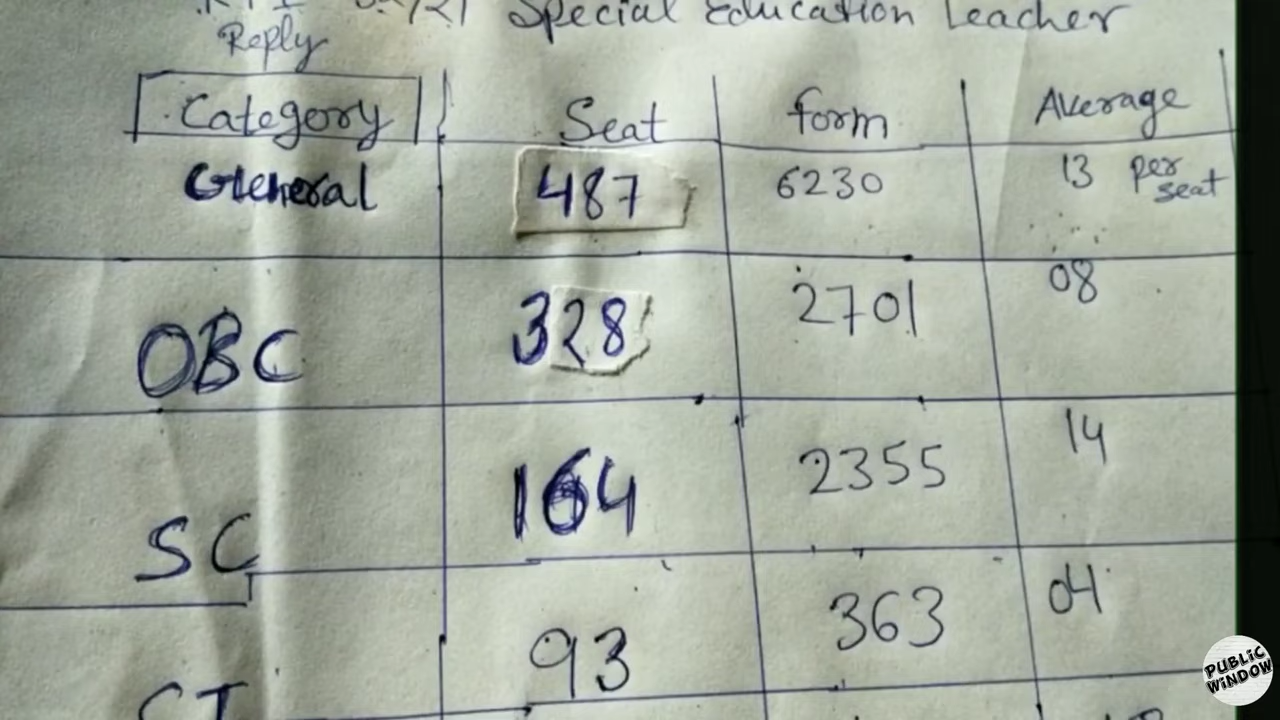 Special Education Teacher
Reply
Category Seat form Average
General 487 6230 13 per seat
OBC 328 2701 08
SC 164 2355 14
ST 93 363 04
PUBLIC
WINDOW